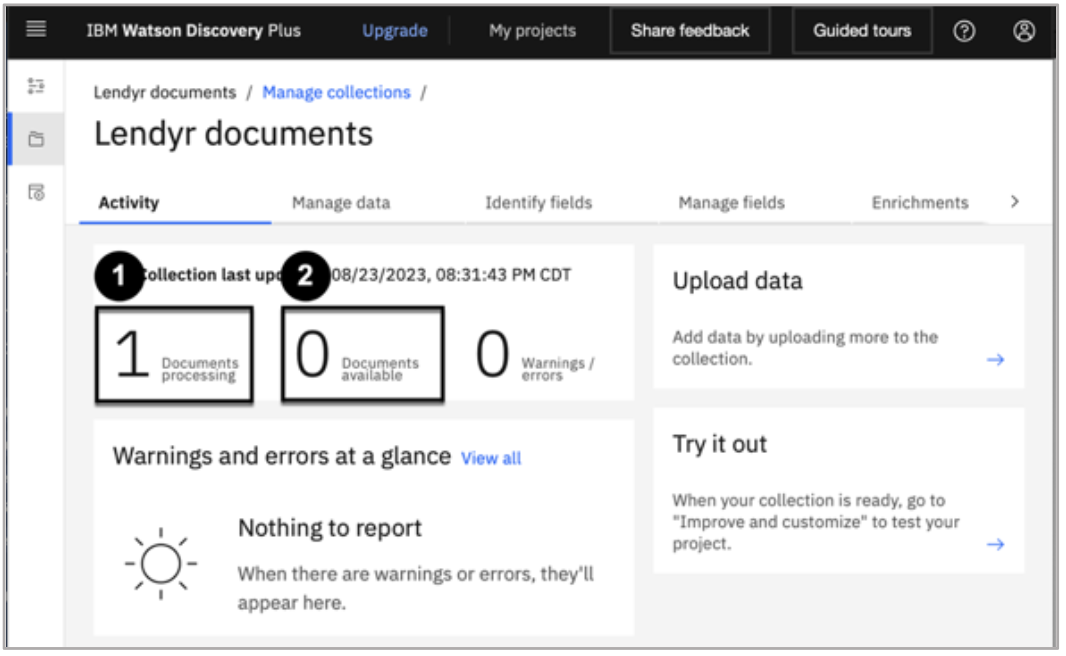 IBM Watson Discovery Plus Upgrade My projects Share feedback Guided tours
Lendyr documents / Manage collections /
Lendyr documents
Activity Manage data Identify fields Manage fields Enrichments
1 2
Collection last 08/23/2023, 08:31:43 PM CDT
1 Documents
processing
0 Documents
available
0 Warnings /
errors
Upload data
Add data by uploading more to the
collection.
Warnings and errors at a glance View all
Nothing to report
When there are warnings or errors, they'll
appear here.
Try it out
When your collection is ready, go to
"Improve and customize" to test your
project.